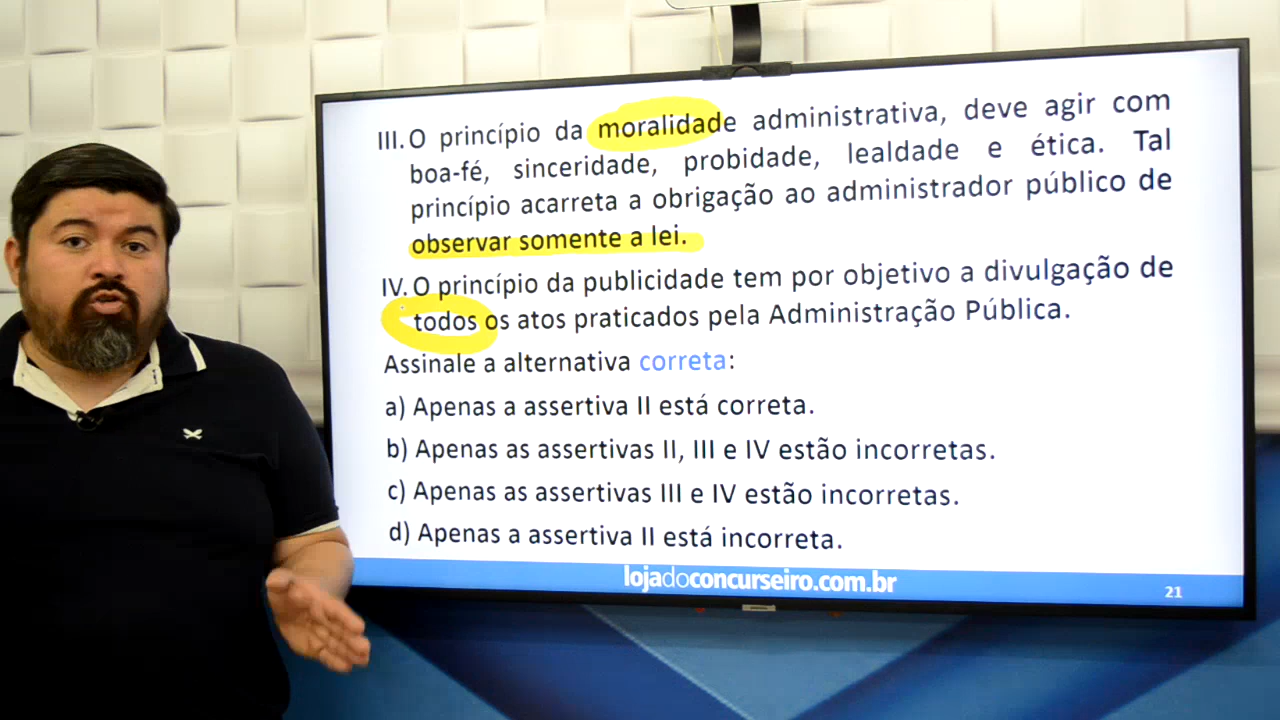 III. O princípio da moralidade administrativa, deve agir com
boa-fé, sinceridade, probidade, lealdade e ética. Tal
princípio acarreta a obrigação ao administrador público de
observar somente a lei.
IV. O princípio da publicidade tem por objetivo a divulgação de
todos os atos praticados pela Administração Pública.
Assinale a alternativa correta:
a) Apenas a assertiva II está correta.
b) Apenas as assertivas II, III e IV estão incorretas.
c) Apenas as assertivas III e IV estão incorretas.
d) Apenas a assertiva II está incorreta.
lojadoconcurseiro.com.br
21